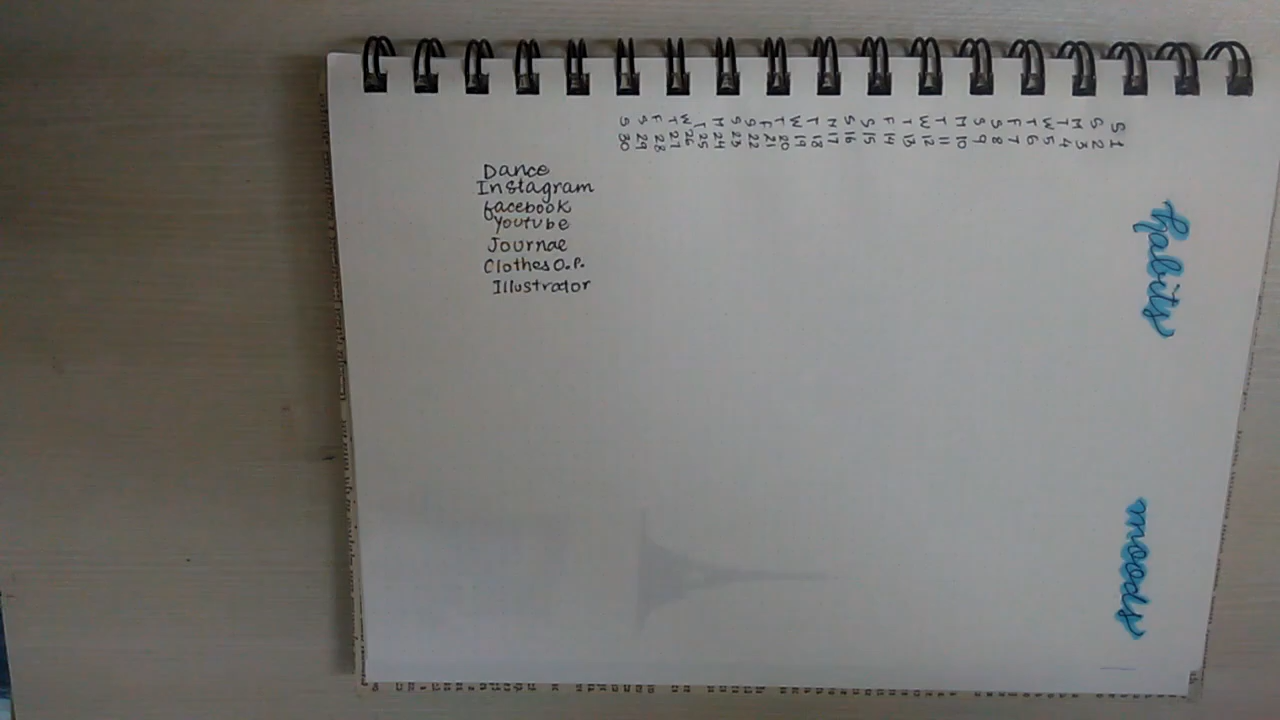 habits
moods
S 1
S 2
M 3
T 4
W 5
T 6
F 7
S 8
S 9
M 10
T 11
W 12
T 13
F 14
S 15
S 16
M 17
T 18
W 19
T 20
F 21
S 22
S 23
M 24
T 25
W 26
T 27
F 28
S 29
S 30
Dance
Instagram
facebook
Youtube
Journal
Clothes O.P.
Illustrator